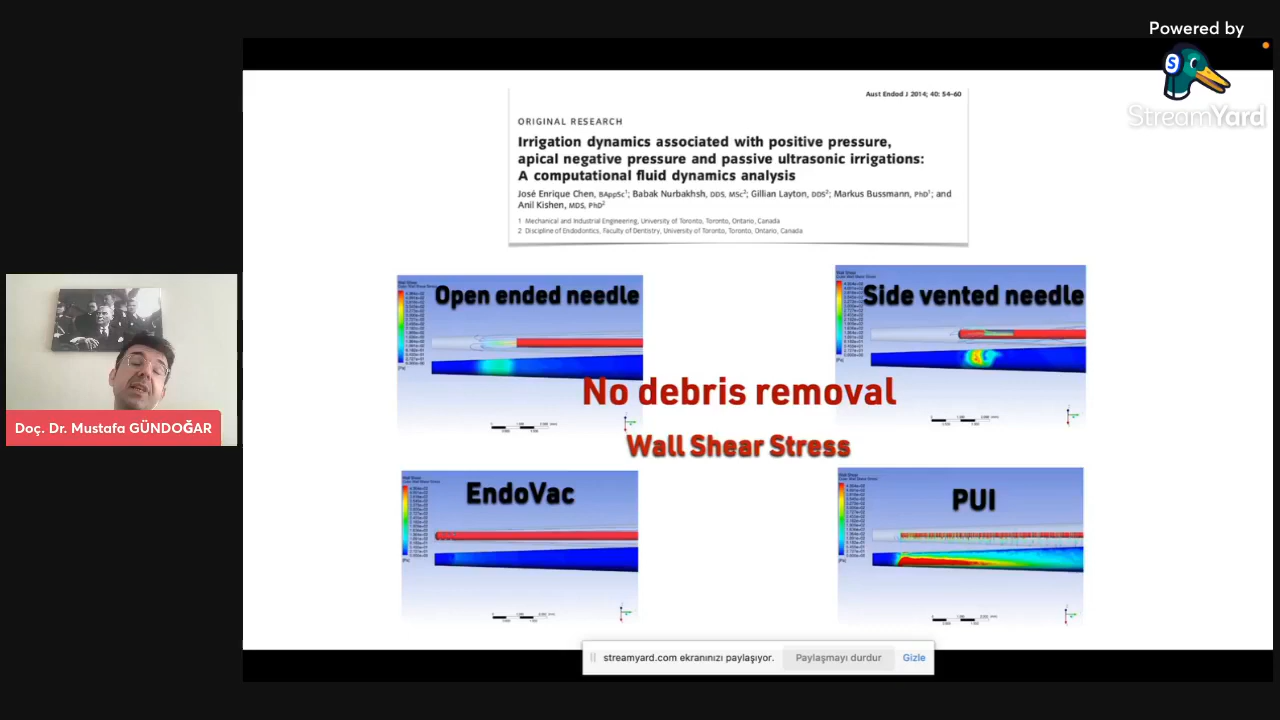 Powered by
StreamYard
Aust Endod J 2014; 40: 54–60
ORIGINAL RESEARCH
Irrigation dynamics associated with positive pressure,
apical negative pressure and passive ultrasonic irrigations:
A computational fluid dynamics analysis
José Enrique Chen, BAppSc1; Babak Nurbakhsh, DDS, MSc2; Gillian Layton, DDS2; Markus Bussmann, PhD1; and
Anil Kishen, MDS, PhD2
1 Mechanical and Industrial Engineering, University of Toronto, Toronto, Ontario, Canada
2 Discipline of Endodontics, Faculty of Dentistry, University of Toronto, Toronto, Ontario, Canada
Open ended needle
Side vented needle
No debris removal
Wall Shear Stress
EndoVac
PUI
Doç. Dr. Mustafa GÜNDOĞAR
streamyard.com ekranınızı paylaşıyor.
Paylaşmayı durdur
Gizle